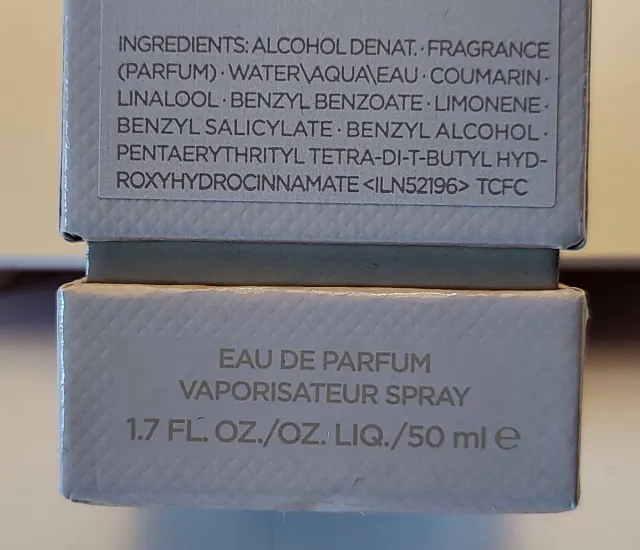 INGREDIENTS: ALCOHOL DENAT. · FRAGRANCE
(PARFUM) · WATER\AQUA\EAU · COUMARIN ·
LINALOOL · BENZYL BENZOATE · LIMONENE ·
BENZYL SALICYLATE · BENZYL ALCOHOL ·
PENTAERYTHRITYL TETRA-DI-T-BUTYL HYD-
ROXYHYDROCINNAMATE <ILN52196> TCFC
EAU DE PARFUM
VAPORISATEUR SPRAY
1.7 FL. OZ./OZ. LIQ./50 ml ℮